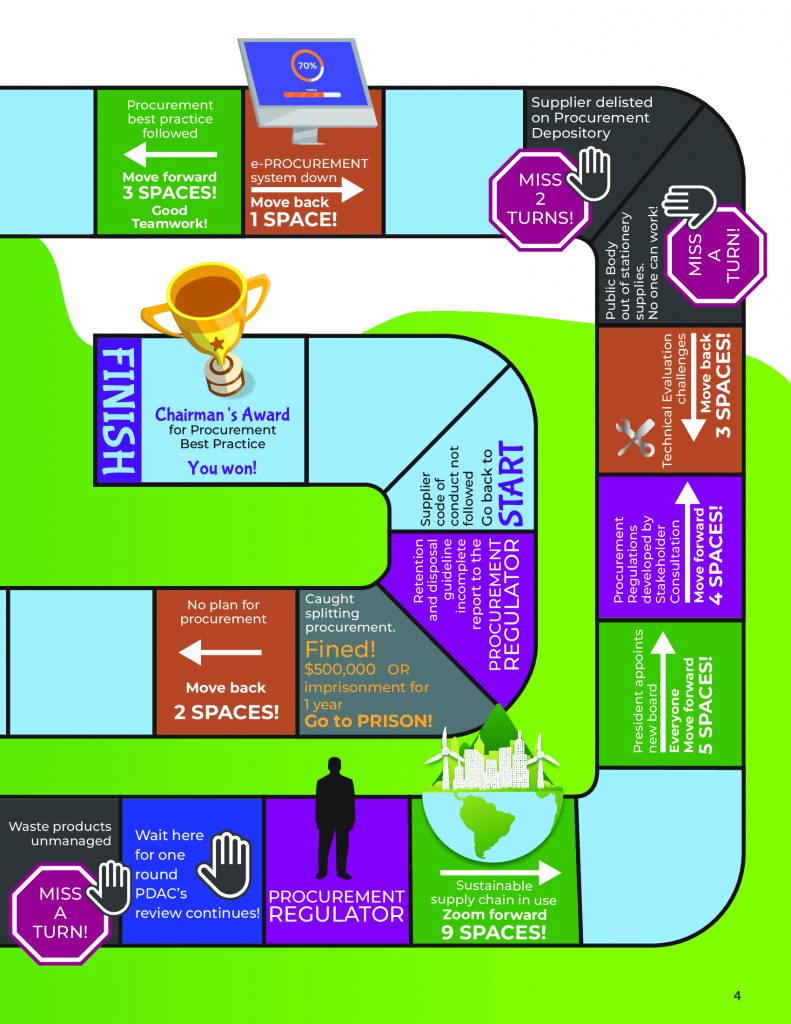 Procurement
best practice
followed
Move forward
3 SPACES!
Good
Teamwork!
70%
e-PROCUREMENT
system down
Move back
1 SPACE!
Supplier delisted
on Procurement
Depository
MISS
2
TURNS!
Public Body
out of stationery
supplies.
No one can work!
MISS
A
TURN!
Technical Evaluation
challenges
Move back
3 SPACES!
Procurement
Regulations
developed by
Stakeholder
Consultation
Move forward
4 SPACES!
President appoints
new board
Everyone
Move forward
5 SPACES!
FINISH
Chairman's Award
for Procurement
Best Practice
You won!
Supplier
code of
conduct not
followed
Go back to
START
Retention
and disposal
guideline
incomplete
report to the
PROCUREMENT
REGULATOR
No plan for
procurement
Move back
2 SPACES!
Caught
splitting
procurement.
Fined!
$500,000 OR
imprisonment for
1 year
Go to PRISON!
Waste products
unmanaged
MISS
A
TURN!
Wait here
for one
round
PDAC's
review continues!
PROCUREMENT
REGULATOR
Sustainable
supply chain in use
Zoom forward
9 SPACES!
4